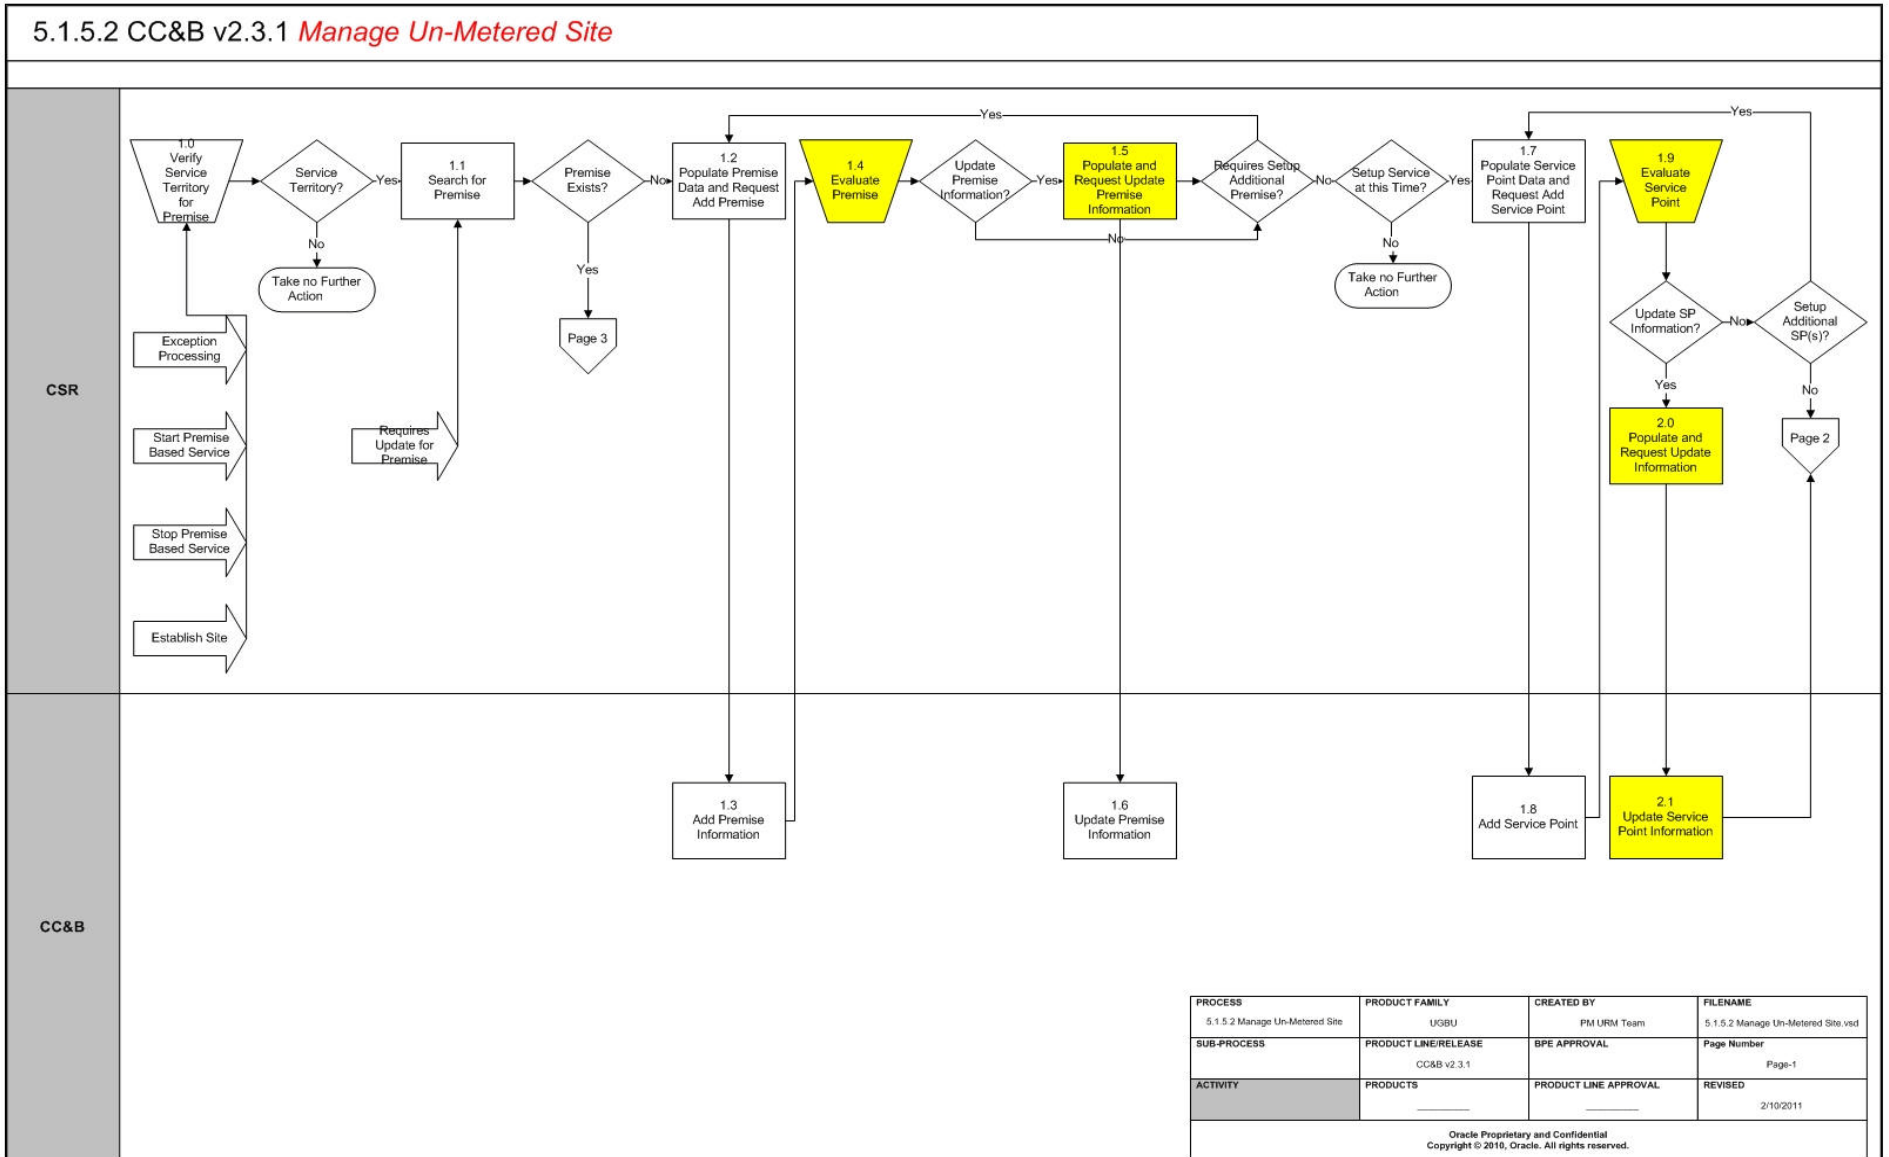 5.1.5.2 CC&B v2.3.1 Manage Un-Metered Site
CSR
1.0
Verify
Service
Territory
for
Premise
Service
Territory?
Yes
No
Take no Further
Action
1.1
Search for
Premise
Premise
Exists?
No
Yes
Page 3
1.2
Populate Premise
Data and Request
Add Premise
Yes
1.4
Evaluate
Premise
Update
Premise
Information?
Yes
No
1.5
Populate and
Request Update
Premise
Information
Requires Setup
Additional
Premise?
No
Setup Service
at this Time?
Yes
No
Take no Further
Action
1.7
Populate Service
Point Data and
Request Add
Service Point
Yes
1.9
Evaluate
Service
Point
Update SP
Information?
No
Yes
Setup
Additional
SP(s)?
No
Page 2
2.0
Populate and
Request Update
Information
Exception
Processing
Start Premise
Based Service
Stop Premise
Based Service
Establish Site
Requires
Update for
Premise
CC&B
1.3
Add Premise
Information
1.6
Update Premise
Information
1.8
Add Service Point
2.1
Update Service
Point Information
PROCESS
5.1.5.2 Manage Un-Metered Site
PRODUCT FAMILY
UGBU
CREATED BY
PM URM Team
FILENAME
5.1.5.2 Manage Un-Metered Site.vsd
SUB-PROCESS
PRODUCT LINE/RELEASE
CC&B v2.3.1
BPE APPROVAL
Page Number
Page-1
ACTIVITY
PRODUCTS
PRODUCT LINE APPROVAL
REVISED
2/10/2011
Oracle Proprietary and Confidential
Copyright © 2010, Oracle. All rights reserved.